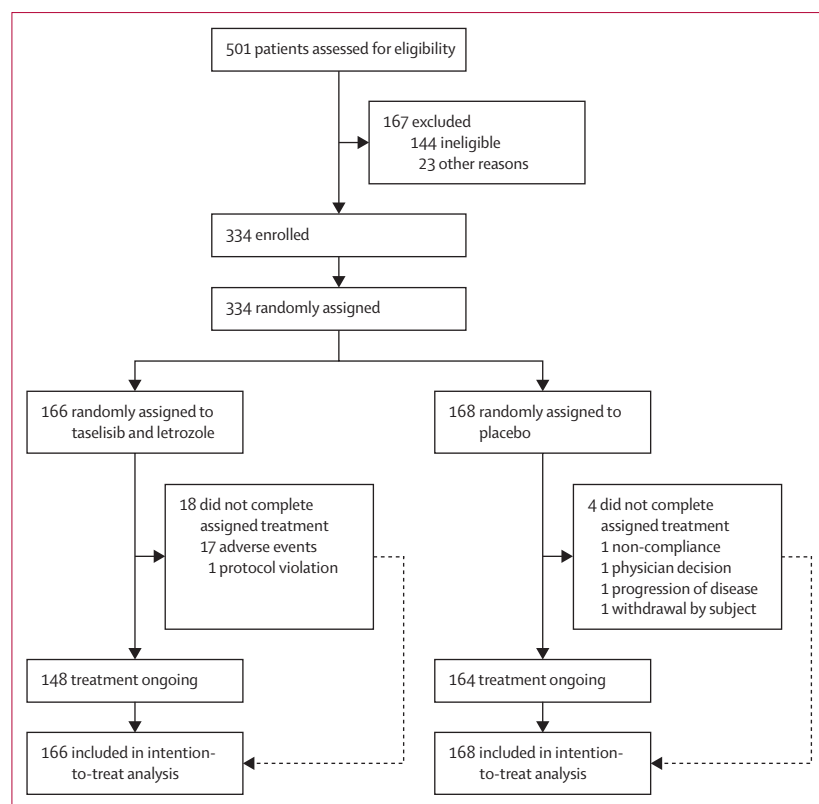 501 patients assessed for eligibility
167 excluded
144 ineligible
23 other reasons
334 enrolled
334 randomly assigned
166 randomly assigned to
taselisib and letrozole
168 randomly assigned to
placebo
18 did not complete
assigned treatment
17 adverse events
1 protocol violation
4 did not complete
assigned treatment
1 non-compliance
1 physician decision
1 progression of disease
1 withdrawal by subject
148 treatment ongoing
164 treatment ongoing
166 included in intention-
to-treat analysis
168 included in intention-
to-treat analysis